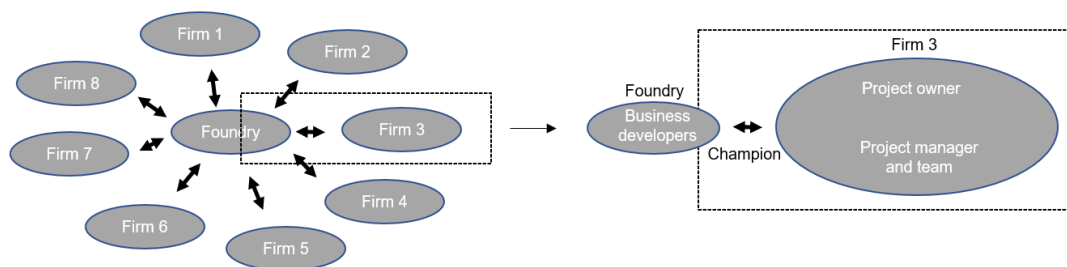 Firm 1
Firm 2
Firm 8
Foundry
Firm 3
Firm 7
Firm 4
Firm 6
Firm 5
Foundry
Business
developers
Champion
Firm 3
Project owner
Project manager
and team